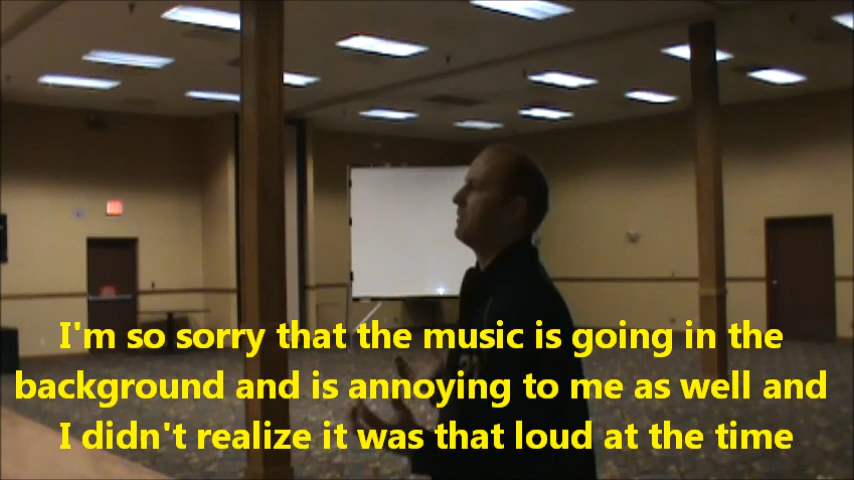 I'm so sorry that the music is going in the
background and is annoying to me as well and
I didn't realize it was that loud at the time